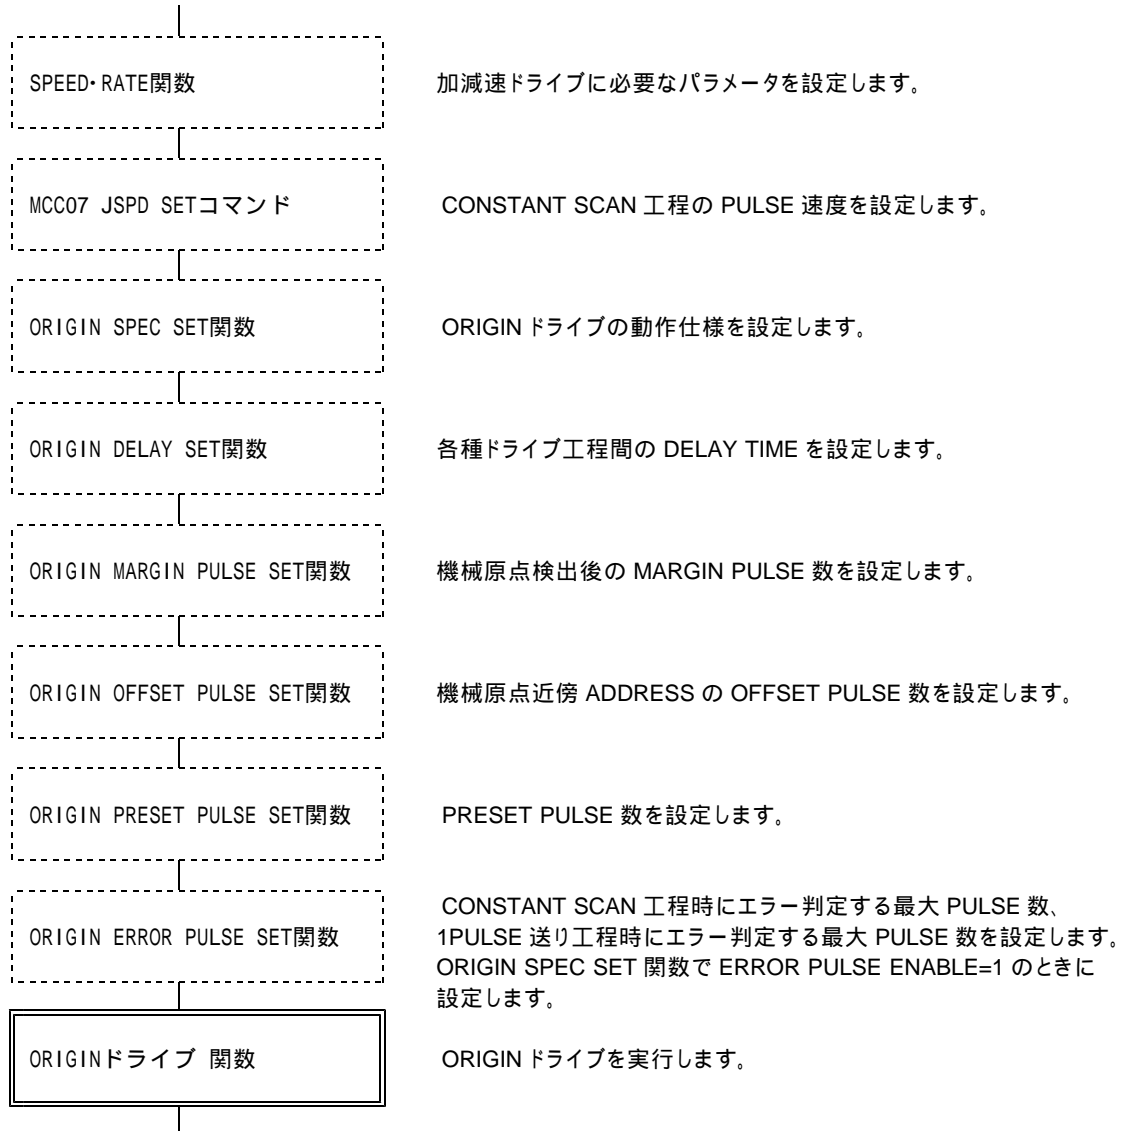 SPEED・RATE関数
加減速ドライブに必要なパラメータを設定します。
MCC07 JSPD SETコマンド
CONSTANT SCAN 工程の PULSE 速度を設定します。
ORIGIN SPEC SET関数
ORIGIN ドライブの動作仕様を設定します。
ORIGIN DELAY SET関数
各種ドライブ工程間の DELAY TIME を設定します。
ORIGIN MARGIN PULSE SET関数
機械原点検出後の MARGIN PULSE 数を設定します。
ORIGIN OFFSET PULSE SET関数
機械原点近傍 ADDRESS の OFFSET PULSE 数を設定します。
ORIGIN PRESET PULSE SET関数
PRESET PULSE 数を設定します。
ORIGIN ERROR PULSE SET関数
CONSTANT SCAN 工程時にエラー判定する最大 PULSE 数、
1PULSE 送り工程時にエラー判定する最大 PULSE 数を設定します。
ORIGIN SPEC SET 関数で ERROR PULSE ENABLE=1 のときに
設定します。
ORIGINドライブ 関数
ORIGIN ドライブを実行します。